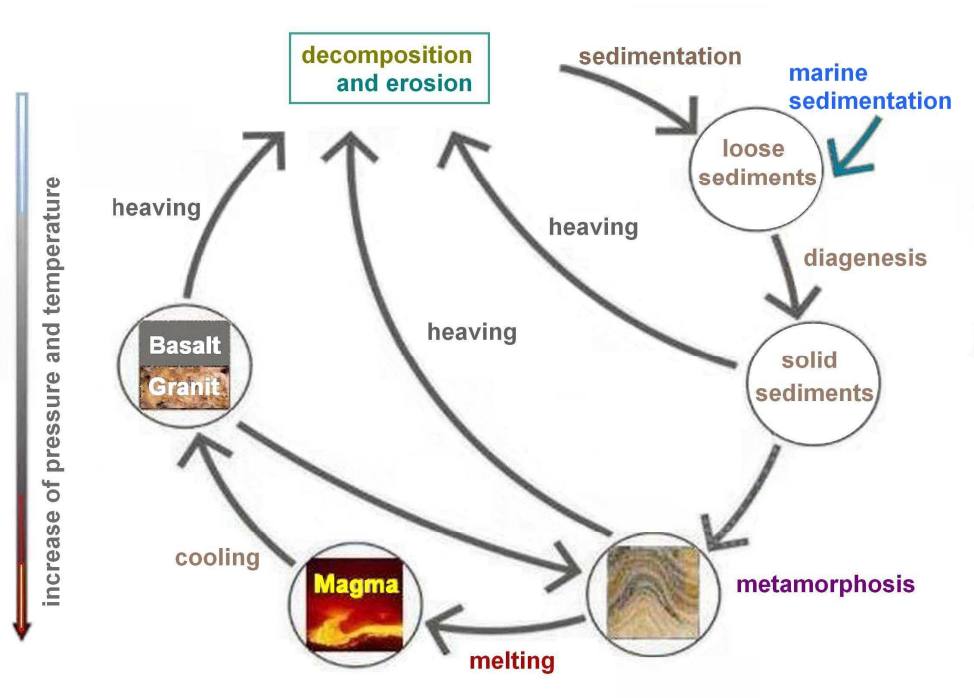 decomposition
and erosion
sedimentation
marine
sedimentation
loose
sediments
diagenesis
heaving
heaving
heaving
solid
sediments
Basalt
Granit
increase of pressure and temperature
cooling
Magma
metamorphosis
melting